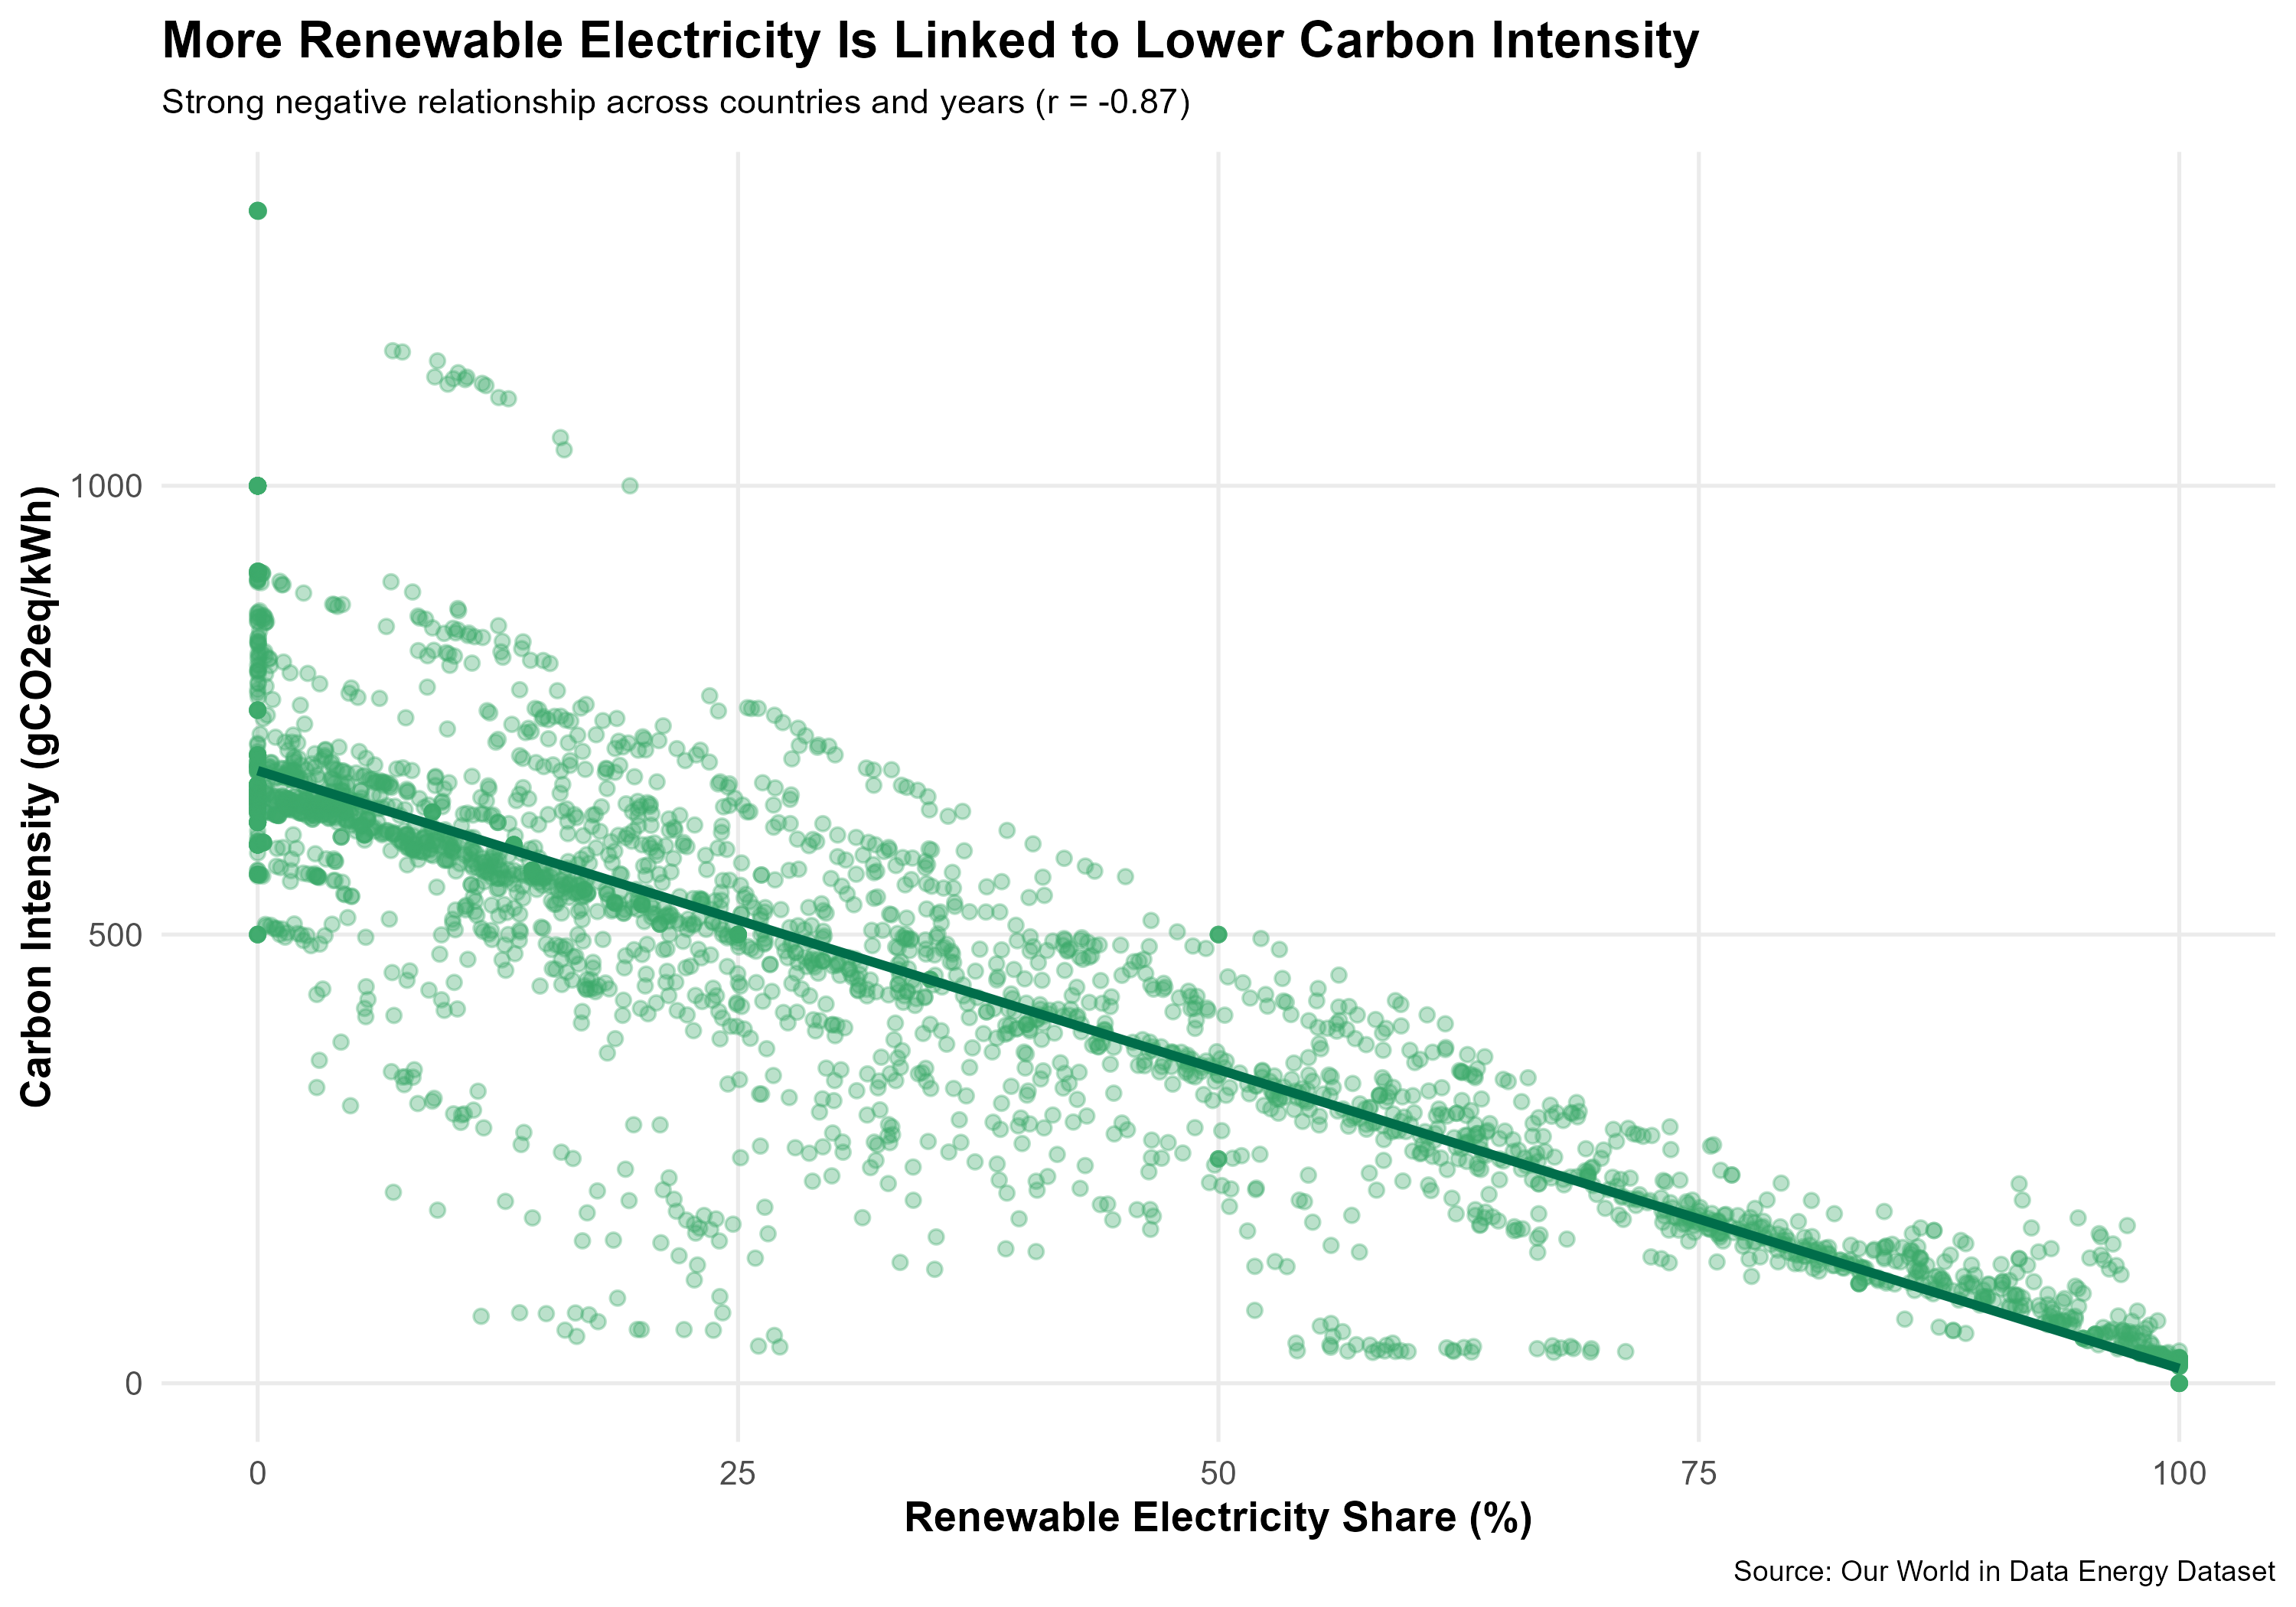 More Renewable Electricity Is Linked to Lower Carbon Intensity
Strong negative relationship across countries and years (r = -0.87)
Carbon Intensity (gCO2eq/kWh)
1000
500
0
0 25 50 75 100
Renewable Electricity Share (%)
Source: Our World in Data Energy Dataset